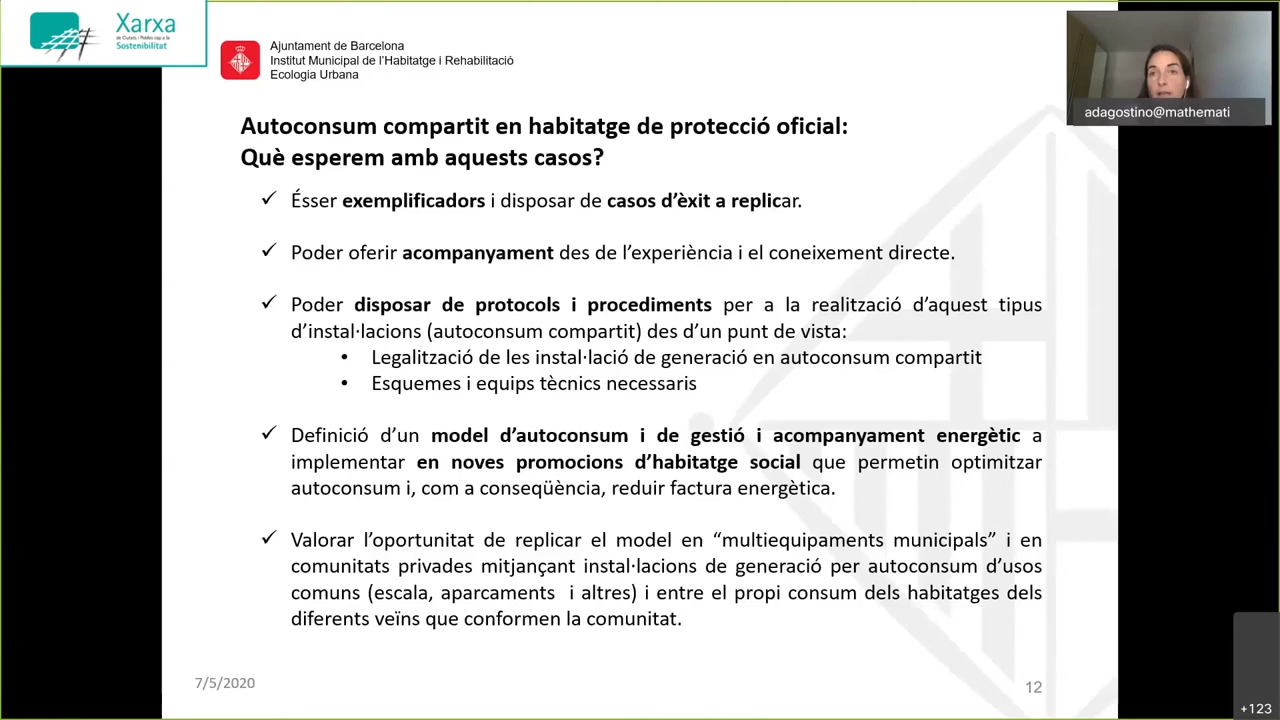 Xarxa
de Ciutats i Pobles cap a la
Sostenibilitat
Ajuntament de Barcelona
Institut Municipal de l'Habitatge i Rehabilitació
Ecologia Urbana
adagostino@mathemati
Autoconsum compartit en habitatge de protecció oficial:
Què esperem amb aquests casos?
✓ Ésser exemplificadors i disposar de casos d'èxit a replicar.
✓ Poder oferir acompanyament des de l'experiència i el coneixement directe.
✓ Poder disposar de protocols i procediments per a la realització d'aquest tipus
d'instal·lacions (autoconsum compartit) des d'un punt de vista:
• Legalització de les instal·lació de generació en autoconsum compartit
• Esquemes i equips tècnics necessaris
✓ Definició d'un model d'autoconsum i de gestió i acompanyament energètic a
implementar en noves promocions d'habitatge social que permetin optimitzar
autoconsum i, com a conseqüència, reduir factura energètica.
✓ Valorar l'oportunitat de replicar el model en “multiequipaments municipals” i en
comunitats privades mitjançant instal·lacions de generació per autoconsum d'usos
comuns (escala, aparcaments i altres) i entre el propi consum dels habitatges dels
diferents veïns que conformen la comunitat.
7/5/2020
12
+123